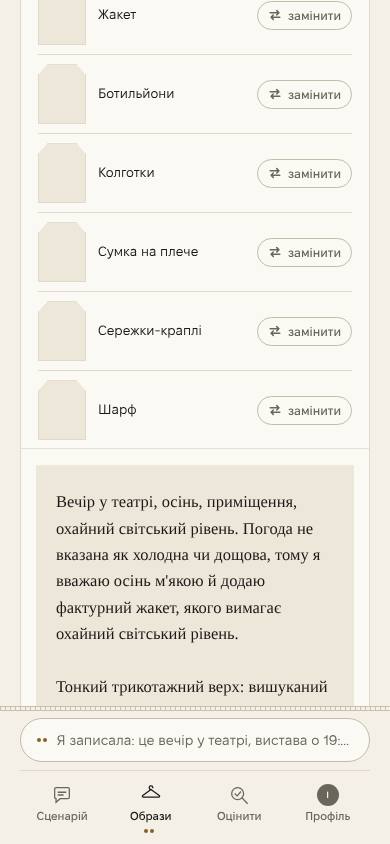 Жакет
замінити
Ботильйони
замінити
Колготки
замінити
Сумка на плече
замінити
Сережки-краплі
замінити
Шарф
замінити
Вечір у театрі, осінь, приміщення,
охайний світський рівень. Погода не
вказана як холодна чи дощова, тому я
вважаю осінь м'якою й додаю
фактурний жакет, якого вимагає
охайний світський рівень.
Тонкий трикотажний верх: вишуканий
Я записала: це вечір у театрі, вистава о 19:...
Сценарій
Образи
Оцінити
І
Профіль